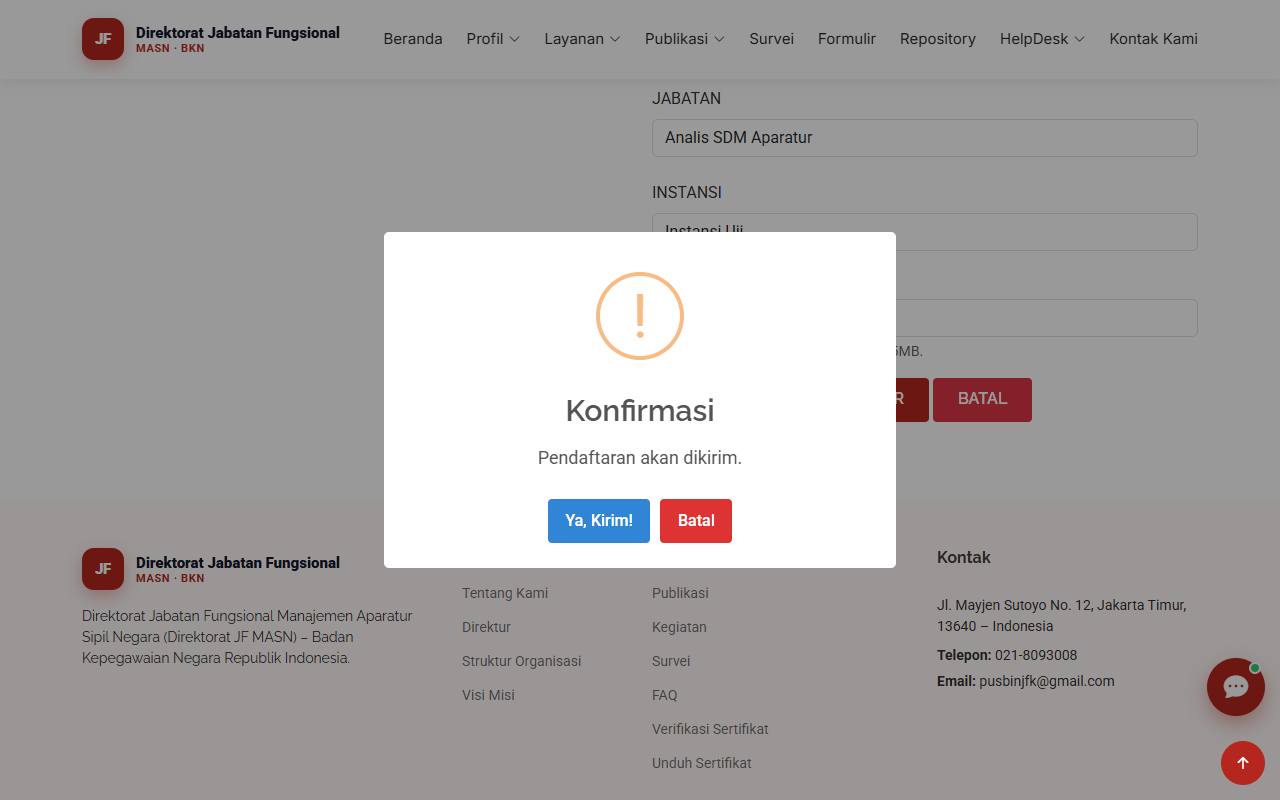 JF
Direktorat Jabatan Fungsional
MASN · BKN
Beranda
Profil
Layanan
Publikasi
Survei
Formulir
Repository
HelpDesk
Kontak Kami
JABATAN
Analis SDM Aparatur
INSTANSI
Instansi Uji
5MB.
R
BATAL
!
Konfirmasi
Pendaftaran akan dikirim.
Ya, Kirim!
Batal
JF
Direktorat Jabatan Fungsional
MASN · BKN
Direktorat Jabatan Fungsional Manajemen Aparatur
Sipil Negara (Direktorat JF MASN) – Badan
Kepegawaian Negara Republik Indonesia.
Tentang Kami
Direktur
Struktur Organisasi
Visi Misi
Publikasi
Kegiatan
Survei
FAQ
Verifikasi Sertifikat
Unduh Sertifikat
Kontak
Jl. Mayjen Sutoyo No. 12, Jakarta Timur,
13640 – Indonesia
Telepon: 021-8093008
Email: pusbinjfk@gmail.com